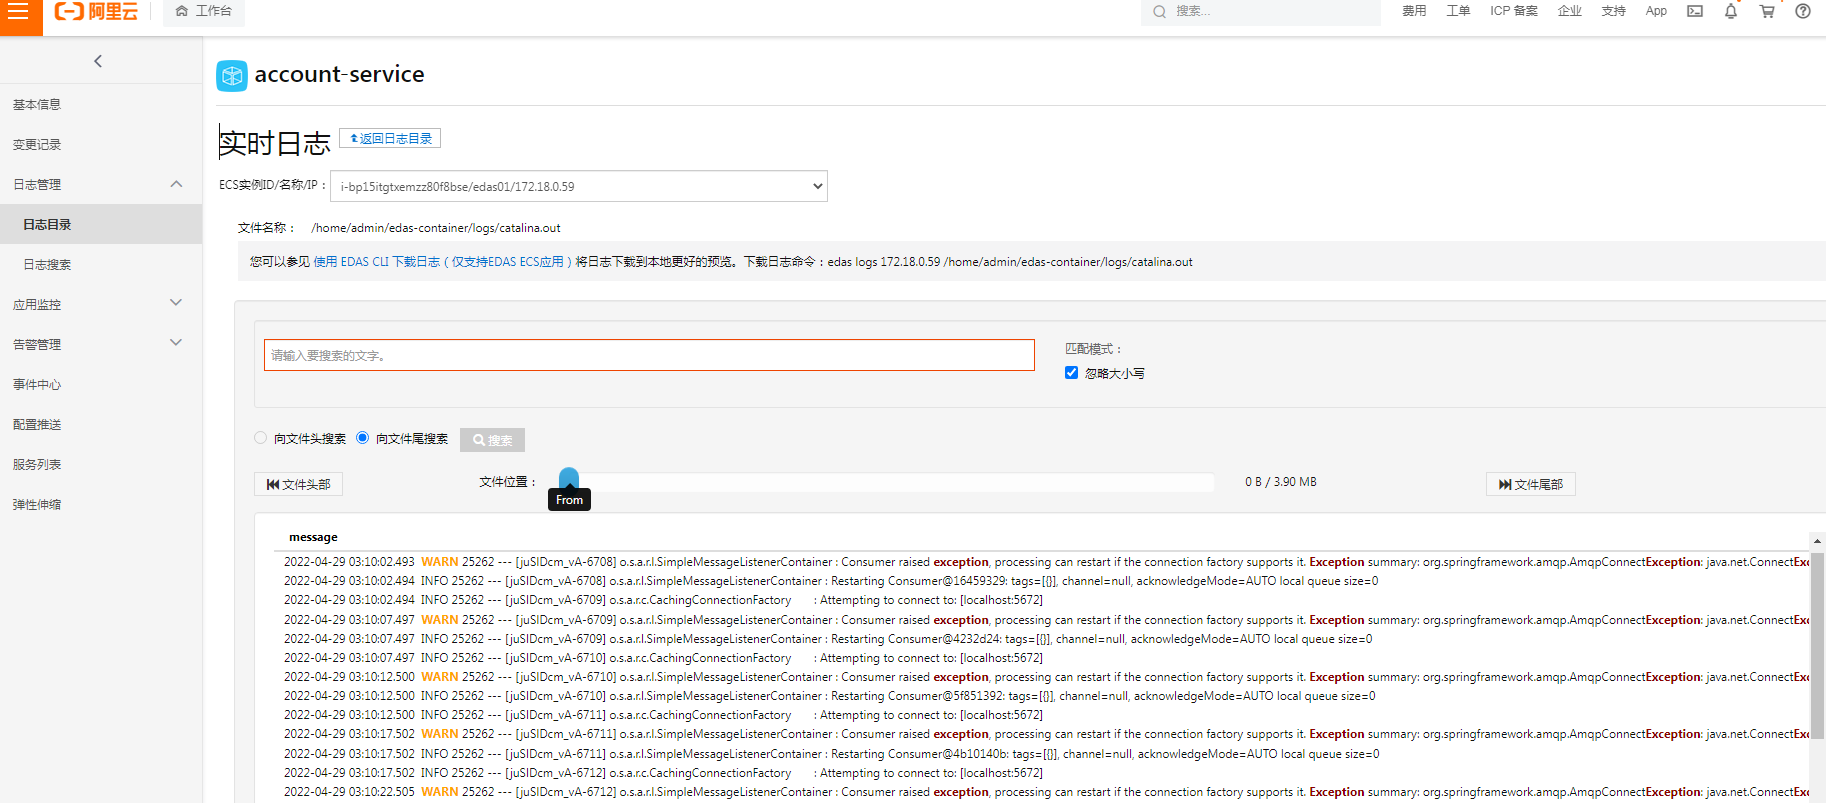 阿里云 工作台 搜索... 费用 工单 ICP 备案 企业 支持 App
account-service
基本信息
变更记录
日志管理
日志目录
日志搜索
应用监控
告警管理
事件中心
配置推送
服务列表
弹性伸缩
实时日志 返回日志目录
ECS实例ID/名称/IP： i-bp15itgtxemzz80f8bse/edas01/172.18.0.59
文件名称： /home/admin/edas-container/logs/catalina.out
您可以参见 使用 EDAS CLI 下载日志（仅支持EDAS ECS应用）将日志下载到本地更好的预览。下载日志命令：edas logs 172.18.0.59 /home/admin/edas-container/logs/catalina.out
请输入要搜索的文字。
匹配模式：
忽略大小写
向文件头搜索 向文件尾搜索 搜索
文件头部 文件位置： 0 B / 3.90 MB 文件尾部
From
message
2022-04-29 03:10:02.493 WARN 25262 --- [juSIDcm_vA-6708] o.s.a.r.l.SimpleMessageListenerContainer : Consumer raised exception, processing can restart if the connection factory supports it. Exception summary: org.springframework.amqp.AmqpConnectException: java.net.ConnectExc
2022-04-29 03:10:02.494 INFO 25262 --- [juSIDcm_vA-6708] o.s.a.r.l.SimpleMessageListenerContainer : Restarting Consumer@16459329: tags=[{}], channel=null, acknowledgeMode=AUTO local queue size=0
2022-04-29 03:10:02.494 INFO 25262 --- [juSIDcm_vA-6709] o.s.a.r.c.CachingConnectionFactory : Attempting to connect to: [localhost:5672]
2022-04-29 03:10:07.497 WARN 25262 --- [juSIDcm_vA-6709] o.s.a.r.l.SimpleMessageListenerContainer : Consumer raised exception, processing can restart if the connection factory supports it. Exception summary: org.springframework.amqp.AmqpConnectException: java.net.ConnectExc
2022-04-29 03:10:07.497 INFO 25262 --- [juSIDcm_vA-6709] o.s.a.r.l.SimpleMessageListenerContainer : Restarting Consumer@4232d24: tags=[{}], channel=null, acknowledgeMode=AUTO local queue size=0
2022-04-29 03:10:07.497 INFO 25262 --- [juSIDcm_vA-6710] o.s.a.r.c.CachingConnectionFactory : Attempting to connect to: [localhost:5672]
2022-04-29 03:10:12.500 WARN 25262 --- [juSIDcm_vA-6710] o.s.a.r.l.SimpleMessageListenerContainer : Consumer raised exception, processing can restart if the connection factory supports it. Exception summary: org.springframework.amqp.AmqpConnectException: java.net.ConnectExc
2022-04-29 03:10:12.500 INFO 25262 --- [juSIDcm_vA-6710] o.s.a.r.l.SimpleMessageListenerContainer : Restarting Consumer@5f851392: tags=[{}], channel=null, acknowledgeMode=AUTO local queue size=0
2022-04-29 03:10:12.500 INFO 25262 --- [juSIDcm_vA-6711] o.s.a.r.c.CachingConnectionFactory : Attempting to connect to: [localhost:5672]
2022-04-29 03:10:17.502 WARN 25262 --- [juSIDcm_vA-6711] o.s.a.r.l.SimpleMessageListenerContainer : Consumer raised exception, processing can restart if the connection factory supports it. Exception summary: org.springframework.amqp.AmqpConnectException: java.net.ConnectExc
2022-04-29 03:10:17.502 INFO 25262 --- [juSIDcm_vA-6711] o.s.a.r.l.SimpleMessageListenerContainer : Restarting Consumer@4b10140b: tags=[{}], channel=null, acknowledgeMode=AUTO local queue size=0
2022-04-29 03:10:17.502 INFO 25262 --- [juSIDcm_vA-6712] o.s.a.r.c.CachingConnectionFactory : Attempting to connect to: [localhost:5672]
2022-04-29 03:10:22.505 WARN 25262 --- [juSIDcm_vA-6712] o.s.a.r.l.SimpleMessageListenerContainer : Consumer raised exception, processing can restart if the connection factory supports it. Exception summary: org.springframework.amqp.AmqpConnectException: java.net.ConnectExc